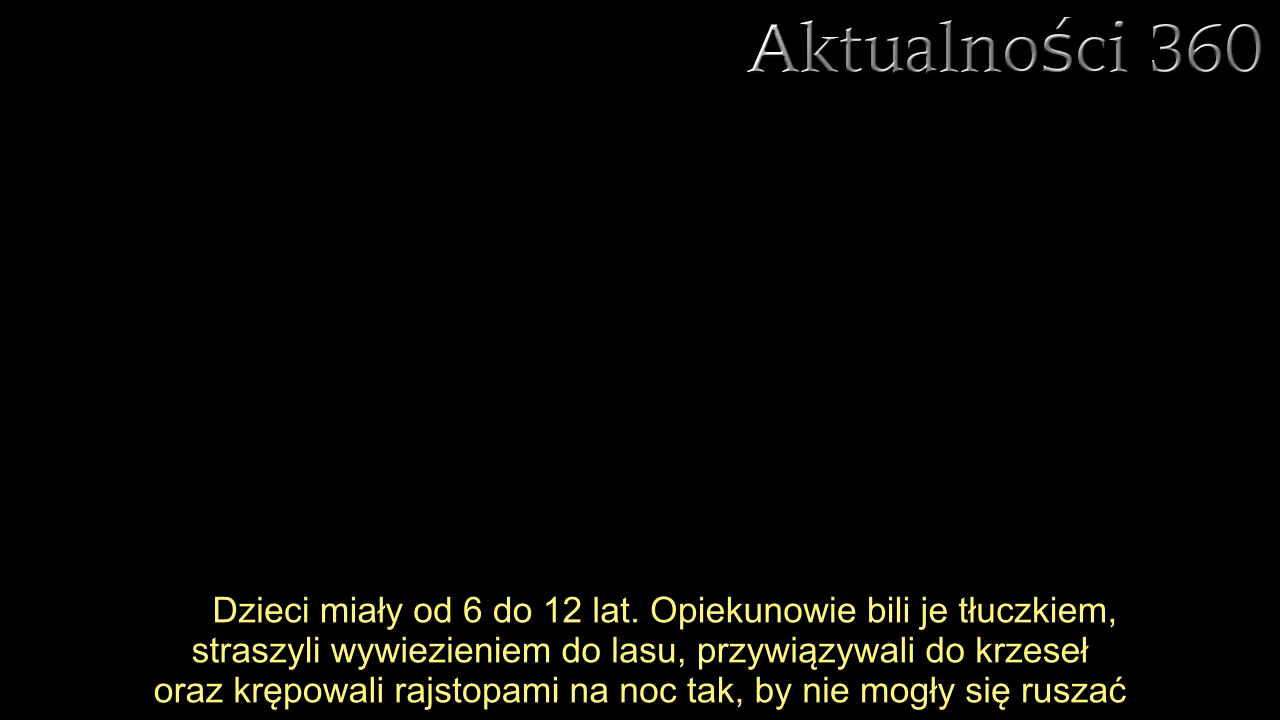 Aktualności 360
Dzieci miały od 6 do 12 lat. Opiekunowie bili je tłuczkiem,
straszyli wywiezieniem do lasu, przywiązywali do krzeseł
oraz krępowali rajstopami na noc tak, by nie mogły się ruszać